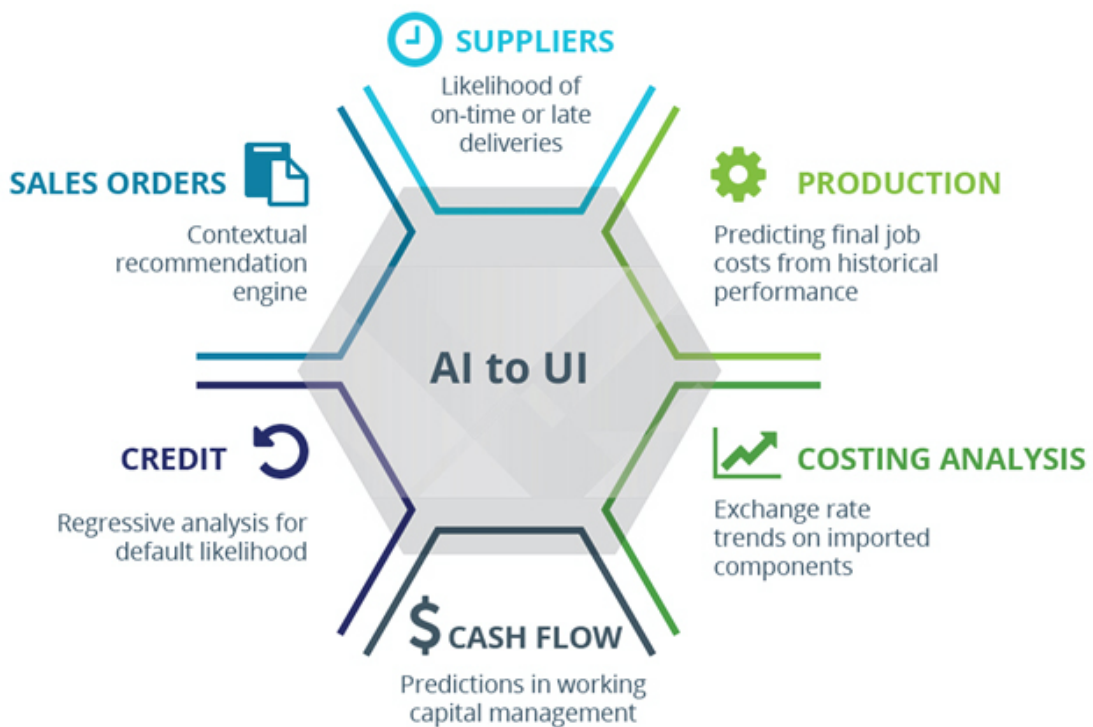 SUPPLIERS
Likelihood of
on-time or late
deliveries
SALES ORDERS
Contextual
recommendation
engine
PRODUCTION
Predicting final job
costs from historical
performance
AI to UI
CREDIT
Regressive analysis for
default likelihood
COSTING ANALYSIS
Exchange rate
trends on imported
components
$ CASH FLOW
Predictions in working
capital management